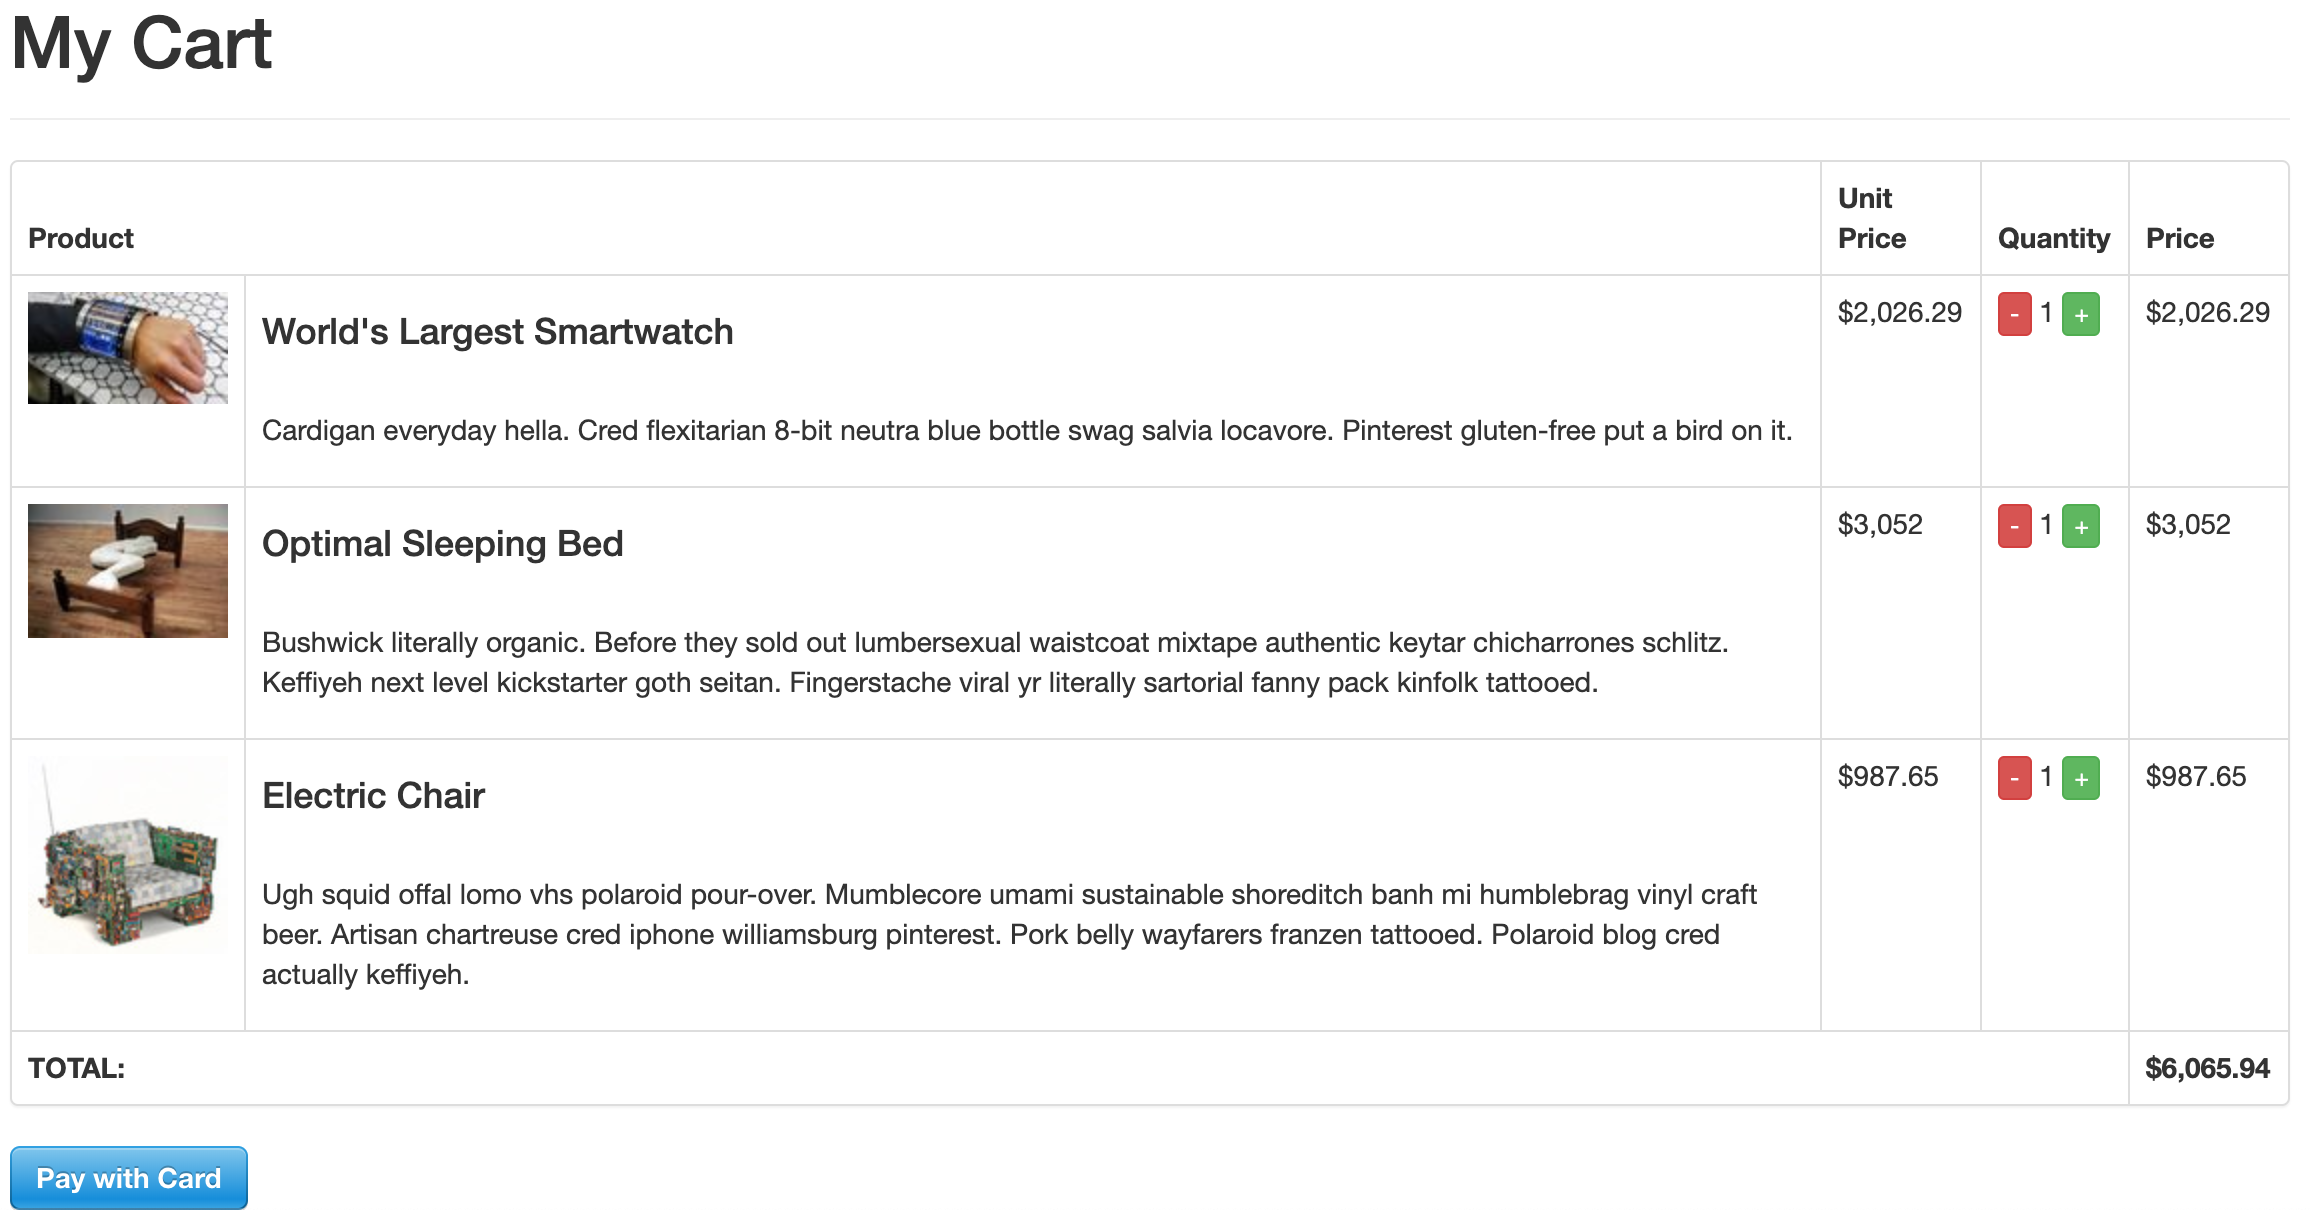 My Cart
Product
Unit
Price
Quantity
Price
World's Largest Smartwatch
$2,026.29
- 1 +
$2,026.29
Cardigan everyday hella. Cred flexitarian 8-bit neutra blue bottle swag salvia locavore. Pinterest gluten-free put a bird on it.
Optimal Sleeping Bed
$3,052
- 1 +
$3,052
Bushwick literally organic. Before they sold out lumbersexual waistcoat mixtape authentic keytar chicharrones schlitz.
Keffiyeh next level kickstarter goth seitan. Fingerstache viral yr literally sartorial fanny pack kinfolk tattooed.
Electric Chair
$987.65
- 1 +
$987.65
Ugh squid offal lomo vhs polaroid pour-over. Mumblecore umami sustainable shoreditch banh mi humblebrag vinyl craft
beer. Artisan chartreuse cred iphone williamsburg pinterest. Pork belly wayfarers franzen tattooed. Polaroid blog cred
actually keffiyeh.
TOTAL:
$6,065.94
Pay with Card